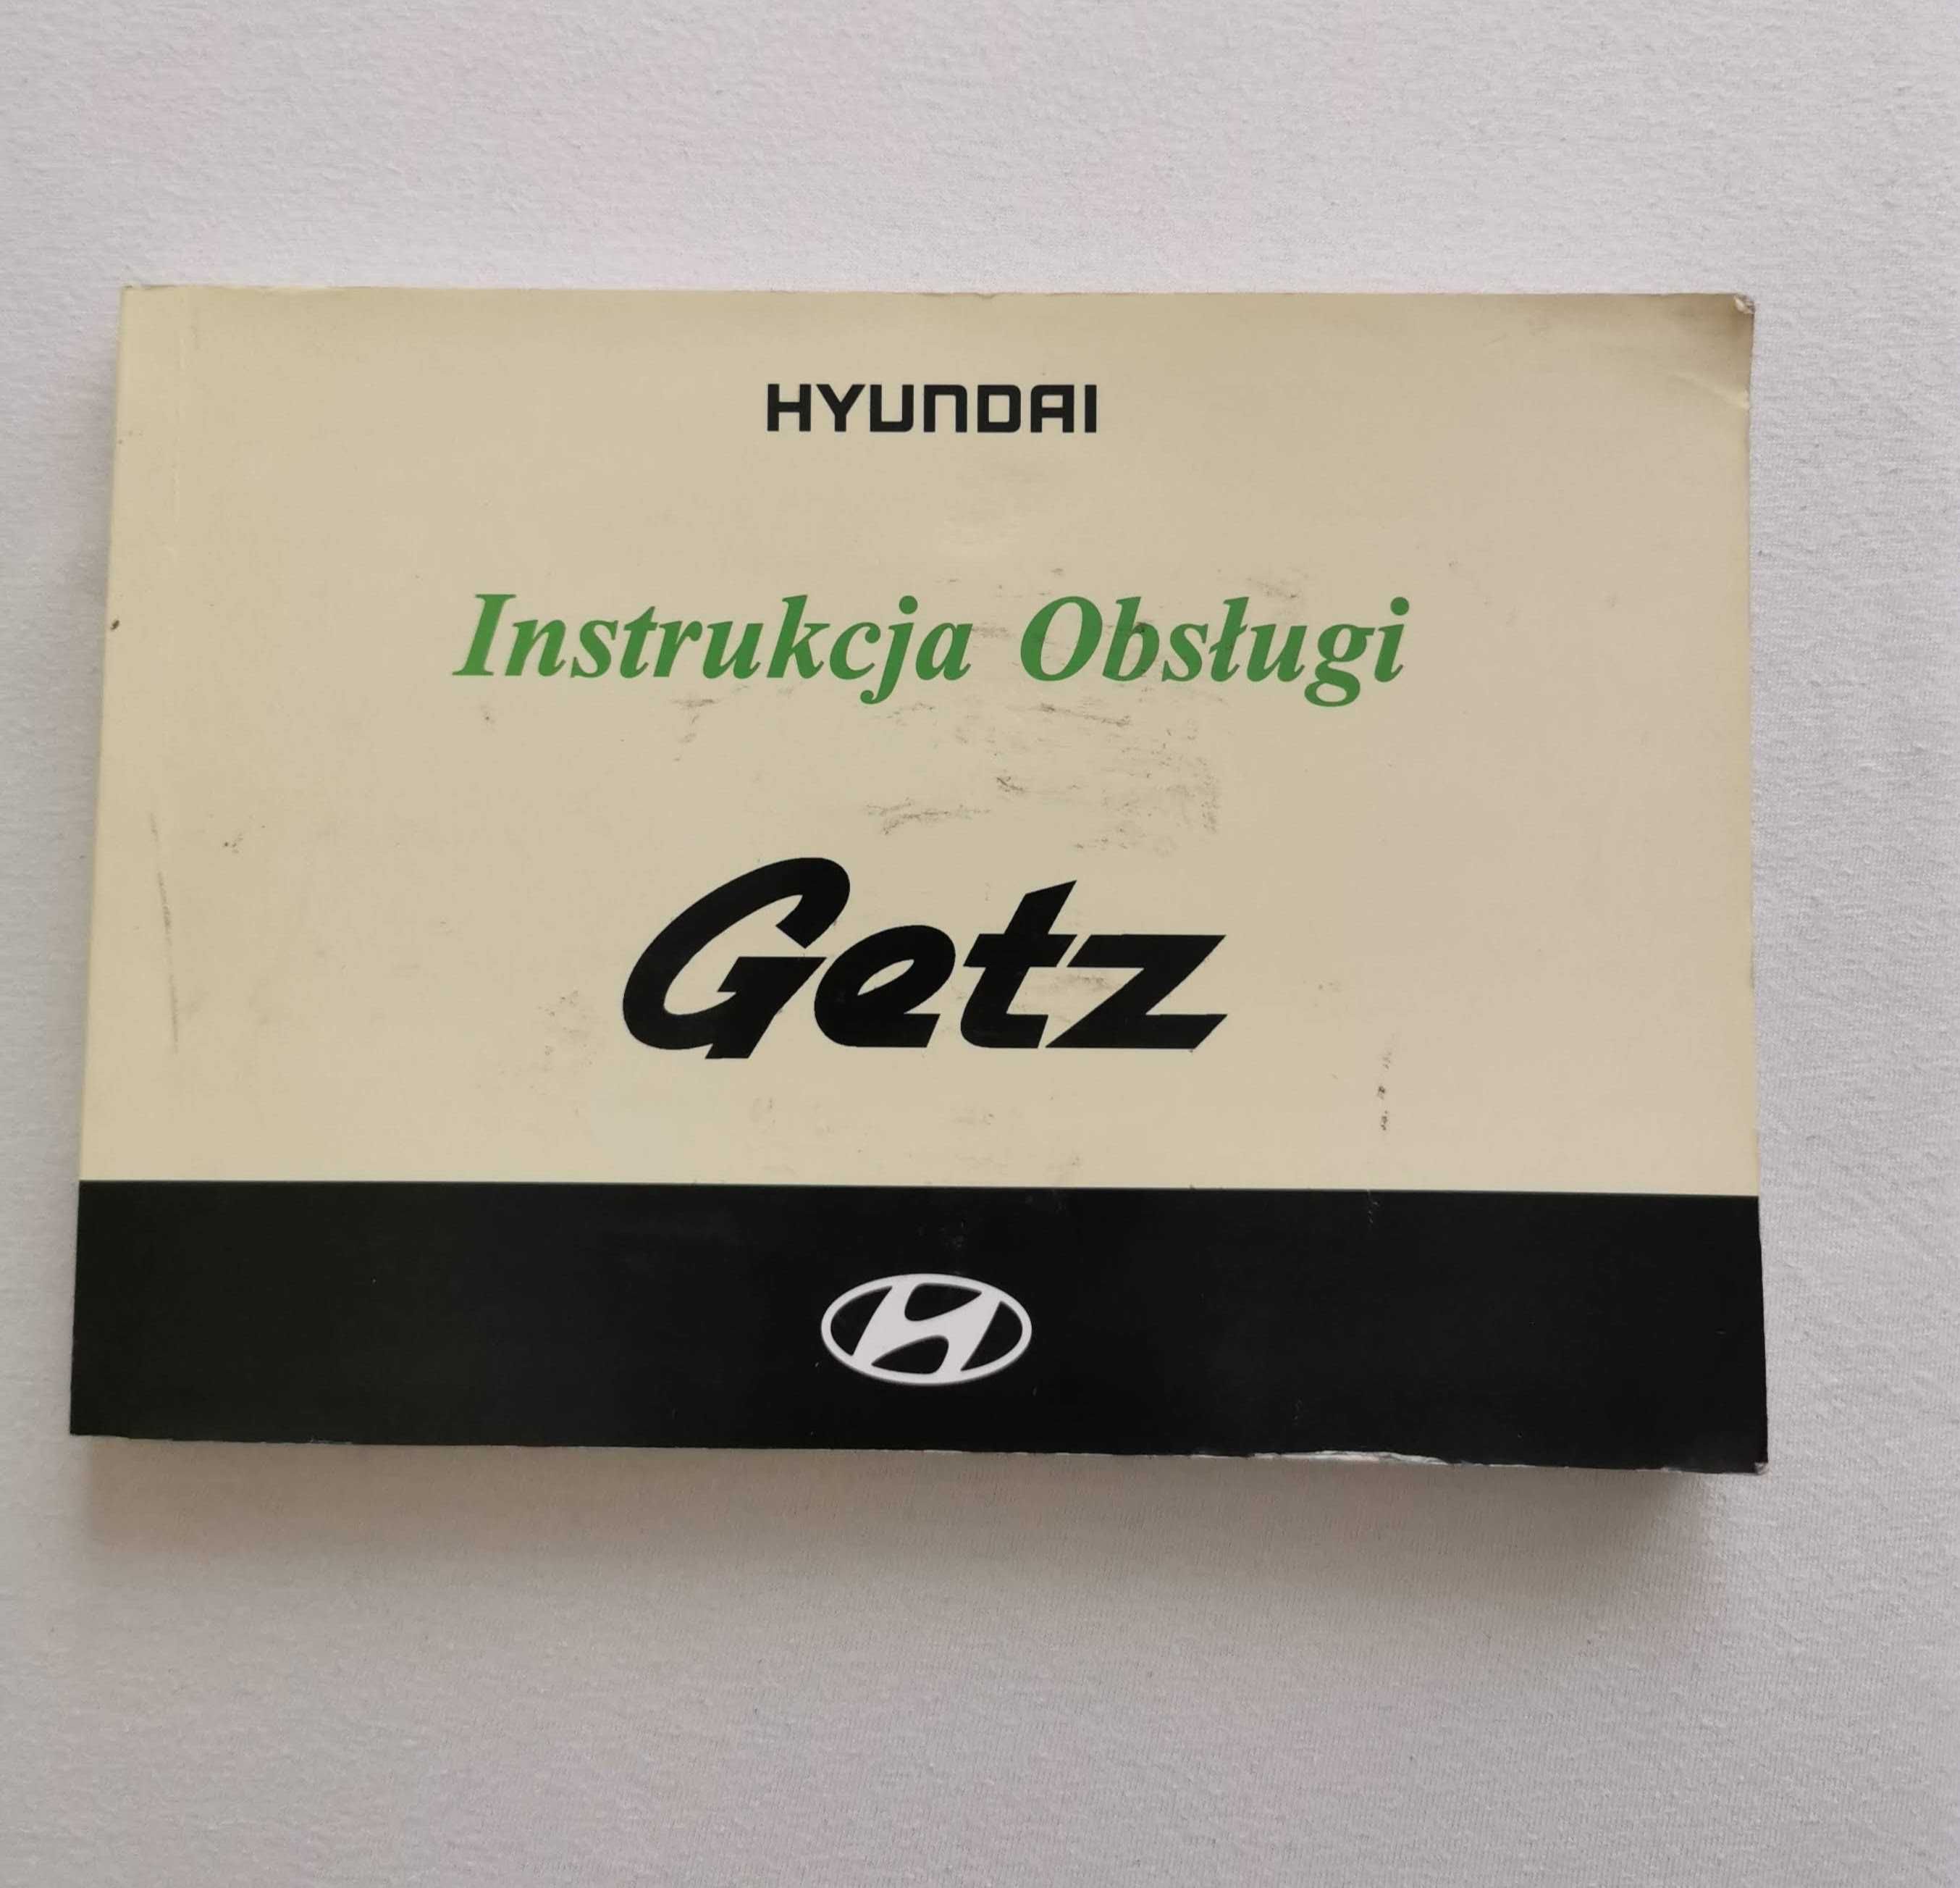 HYUNDAI
Instrukcja Obsługi
Getz